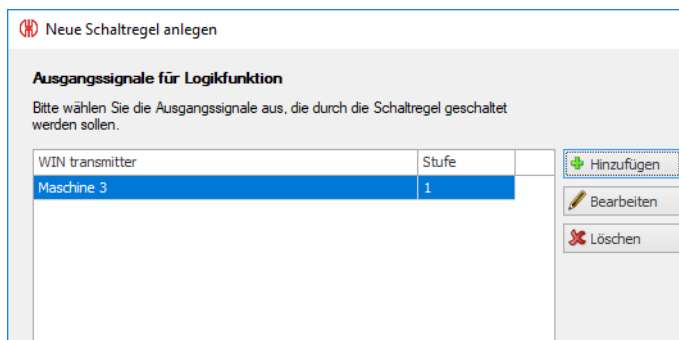 Neue Schaltregel anlegen
Ausgangssignale für Logikfunktion
Bitte wählen Sie die Ausgangssignale aus, die durch die Schaltregel geschaltet
werden sollen.
WIN transmitter Stufe
Hinzufügen
Maschine 3 1
Bearbeiten
Löschen